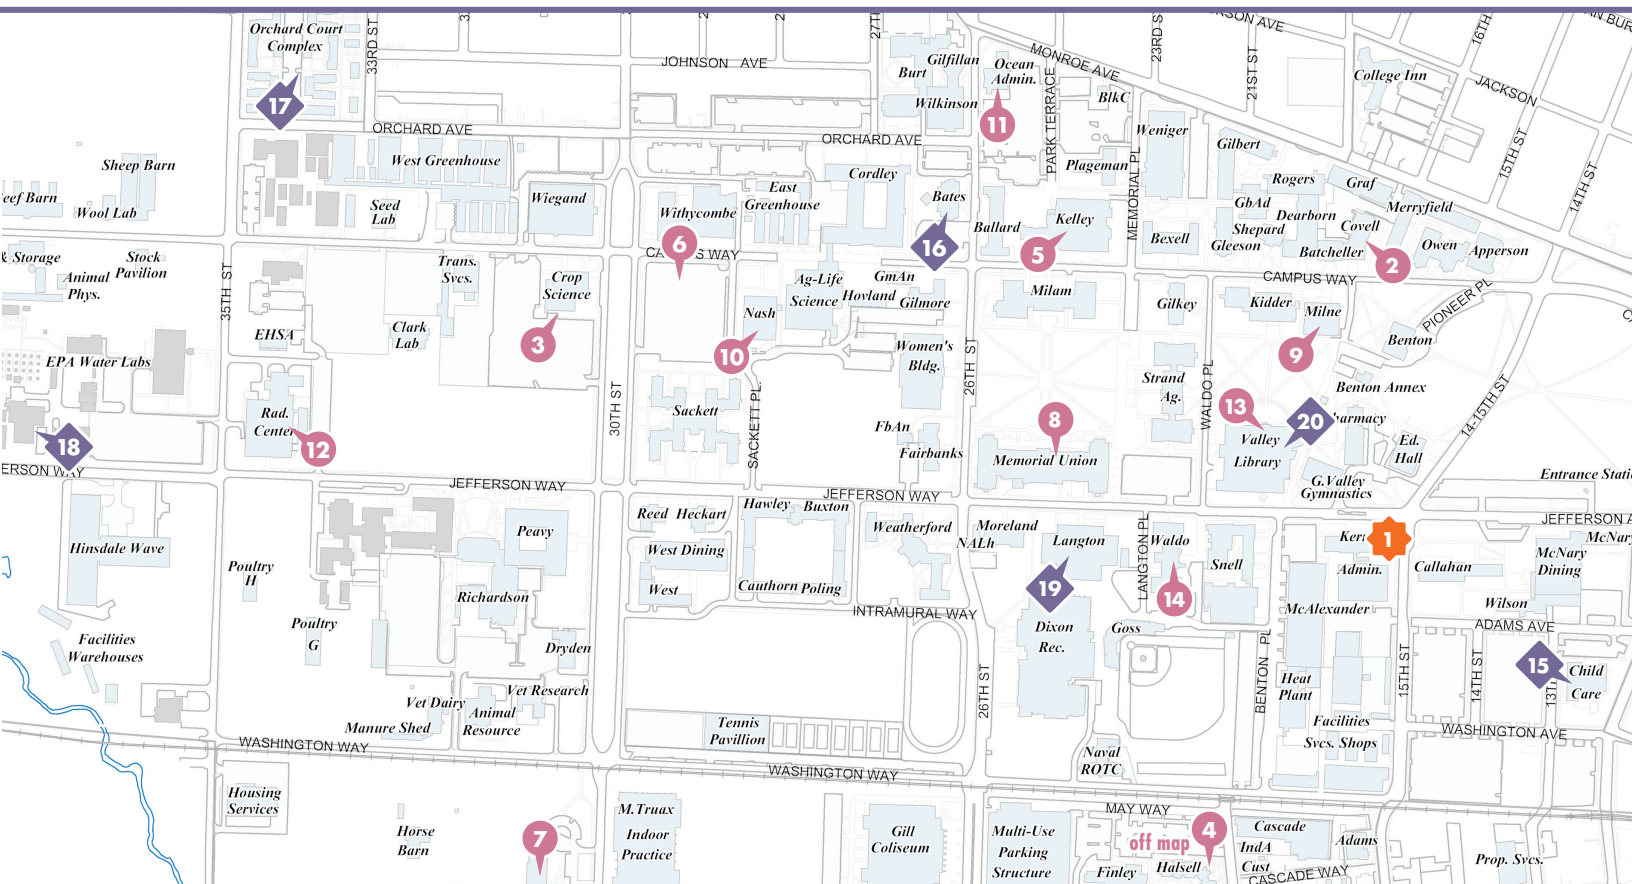 Orchard Court
Complex
17
33RD ST
3
2
2
27TH
Gilfillan
Burt
Wilkinson
Ocean
Admin.
11
MONROE AVE
23RD S
SON AVE
21ST ST
16TH
AN BUR
JOHNSON AVE
PARK TERRACE
BlkC
College Inn
JACKSON
15TH ST
14TH ST
ORCHARD AVE
ORCHARD AVE
Sheep Barn
eef Barn
Wool Lab
West Greenhouse
Seed
Lab
Wiegand
Withycombe
6
East
Greenhouse
Cordley
Bates
16
Ballard
Kelley
5
Plageman
MEMORIAL PL
Weniger
Bexell
Gilbert
Rogers
Graf
GbAd
Dearborn
Shepard
Gleeson
Batcheller
Covell
Merryfield
Owen
Apperson
2
& Storage
Animal
Phys.
Stock
Pavilion
35TH ST
Trans.
Svcs.
Crop
Science
3
CA S WAY
CAMPUS WAY
Ag-Life
Science
GmAn
Hovland
Gilmore
Milam
Gilkey
Kidder
Milne
9
PIONEER PL
Benton
EHSA
Clark
Lab
Nash
10
Women's
Bldg.
26TH ST
Strand
Ag.
WALDO PL
Benton Annex
EPA Water Labs
18
Rad.
Center
12
30TH ST
Sackett
SACKETT PL.
FbAn
Fairbanks
8
Memorial Union
13
Valley
Library
20
harmacy
Ed.
Hall
G.Valley
Gymnastics
14-15TH ST
Entrance Statio
ERSON WAY
JEFFERSON WAY
JEFFERSON WAY
JEFFERSON A
Hinsdale Wave
Poultry
H
Poultry
G
Peavy
Richardson
Dryden
Reed
Heckart
West Dining
West
Hawley
Buxton
Cauthorn
Poling
Weatherford
Moreland
NALh
Langton
19
LANGTON PL
Waldo
14
Snell
Kerr
Admin.
1
Callahan
McNary
McNary
Dining
Wilson
ADAMS AVE
McAlexander
INTRAMURAL WAY
Dixon
Rec.
Goss
BENTON PL
Heat
Plant
15TH ST
14TH ST
13TH
15
Child
Care
Facilities
Warehouses
Vet Dairy
Manure Shed
Animal
Resource
Vet Research
26TH ST
Tennis
Pavillion
Naval
ROTC
Facilities
Svcs. Shops
WASHINGTON AVE
WASHINGTON WAY
WASHINGTON WAY
MAY WAY
Housing
Services
Horse
Barn
7
M.Truax
Indoor
Practice
Gill
Coliseum
Multi-Use
Parking
Structure
off map
4
Finley
Halsell
Cascade
IndA
Cust
Adams
CASCADE WAY
Prop. Svcs.